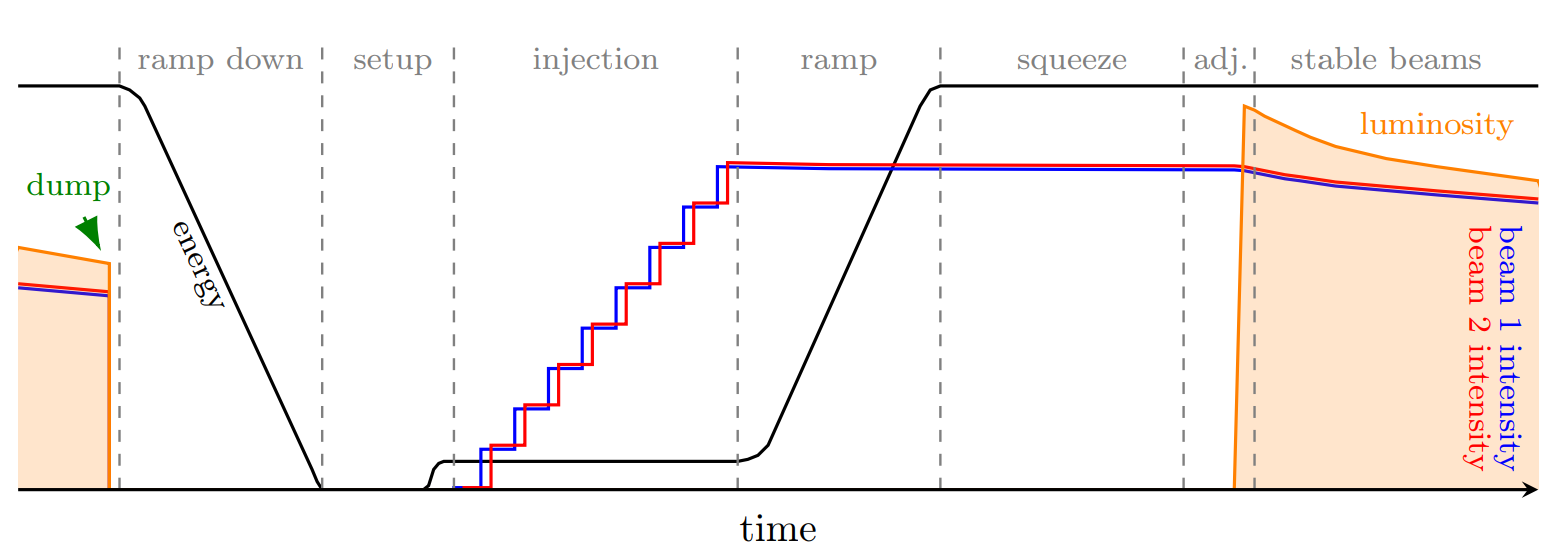 ramp down
setup
injection
ramp
squeeze
adj.
stable beams
luminosity
dump
energy
beam 1 intensity
beam 2 intensity
time